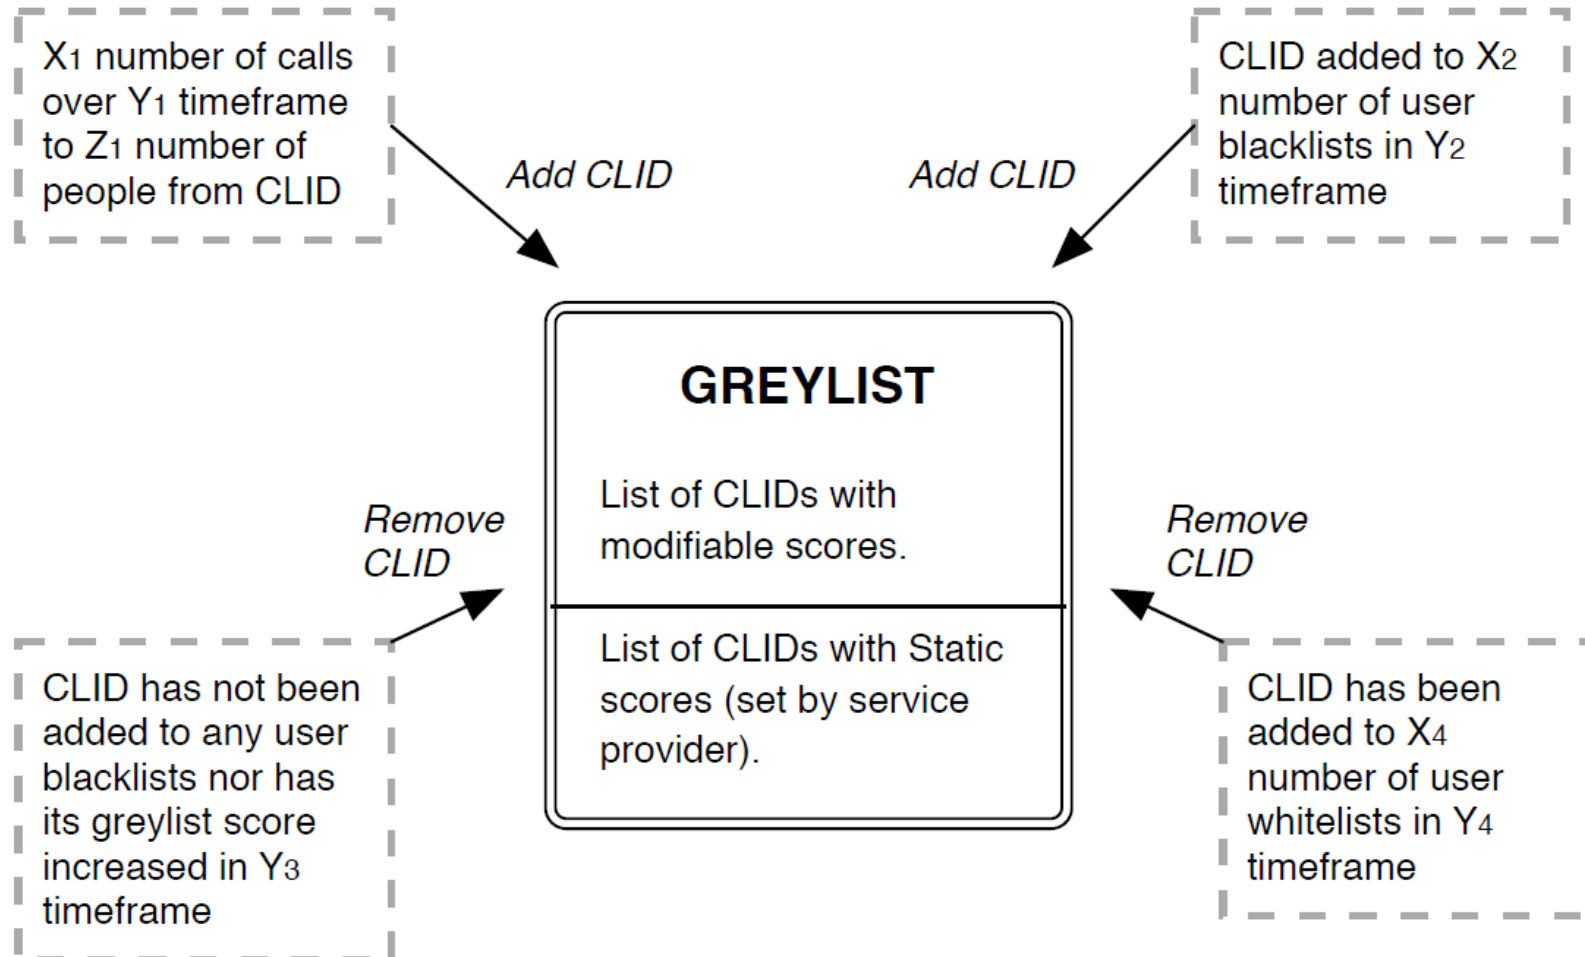 X1 number of calls
over Y1 timeframe
to Z1 number of
people from CLID
Add CLID
Add CLID
CLID added to X2
number of user
blacklists in Y2
timeframe
GREYLIST
List of CLIDs with
modifiable scores.
List of CLIDs with Static
scores (set by service
provider).
Remove
CLID
Remove
CLID
CLID has not been
added to any user
blacklists nor has
its greylist score
increased in Y3
timeframe
CLID has been
added to X4
number of user
whitelists in Y4
timeframe